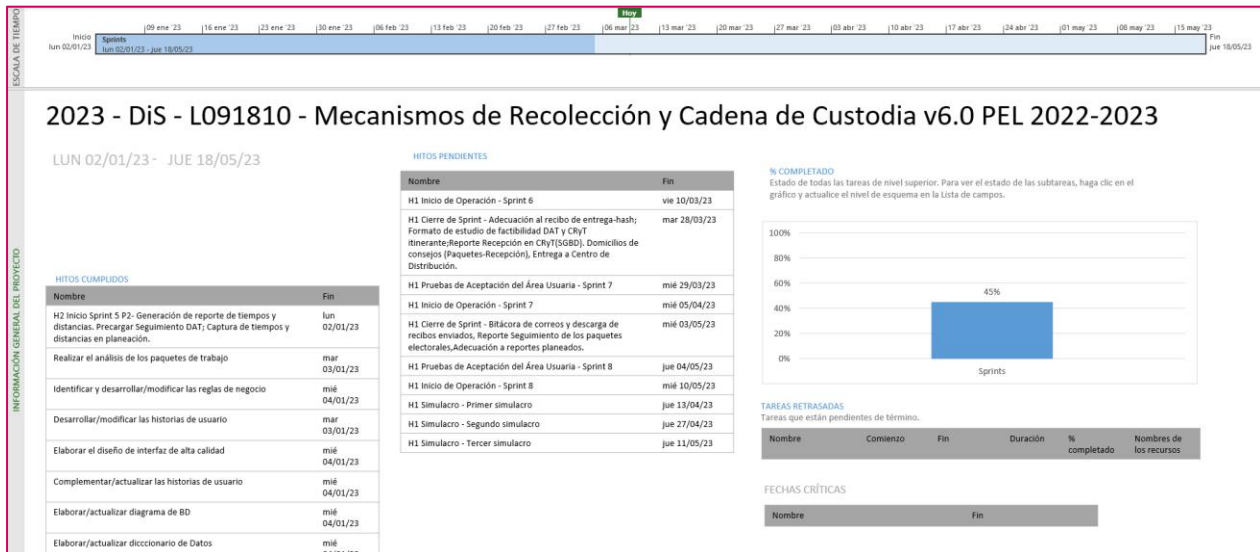 ESCALA DE TIEMPO
Hoy
09 ene '23 16 ene '23 23 ene '23 30 ene '23 06 feb '23 13 feb '23 20 feb '23 27 feb '23 06 mar '23 13 mar '23 20 mar '23 27 mar '23 03 abr '23 10 abr '23 17 abr '23 24 abr '23 01 may '23 08 may '23 15 may '23
Inicio
lun 02/01/23
Sprints
lun 02/01/23 - jue 18/05/23
Fin
jue 18/05/23
INFORMACIÓN GENERAL DEL PROYECTO
2023 - DiS - L091810 - Mecanismos de Recolección y Cadena de Custodia v6.0 PEL 2022-2023
LUN 02/01/23 - JUE 18/05/23
HITOS CUMPLIDOS
Nombre Fin
H2 Inicio Sprint 5 P2- Generación de reporte de tiempos y lun
distancias. Precargar Seguimiento DAT; Captura de tiempos y 02/01/23
distancias en planeación.
Realizar el análisis de los paquetes de trabajo mar
03/01/23
Identificar y desarrollar/modificar las reglas de negocio mié
04/01/23
Desarrollar/modificar las historias de usuario mar
03/01/23
Elaborar el diseño de interfaz de alta calidad mié
04/01/23
Complementar/actualizar las historias de usuario mié
04/01/23
Elaborar/actualizar diagrama de BD mié
04/01/23
Elaborar/actualizar dicccionario de Datos mié
HITOS PENDIENTES
Nombre Fin
H1 Inicio de Operación - Sprint 6 vie 10/03/23
H1 Cierre de Sprint - Adecuación al recibo de entrega-hash; mar 28/03/23
Formato de estudio de factibilidad DAT y CRyT
itinerante;Reporte Recepción en CRyT(SGBD). Domicilios de
consejos (Paquetes-Recepción), Entrega a Centro de
Distribución.
H1 Pruebas de Aceptación del Área Usuaria - Sprint 7 mié 29/03/23
H1 Inicio de Operación - Sprint 7 mié 05/04/23
H1 Cierre de Sprint - Bitácora de correos y descarga de mié 03/05/23
recibos enviados, Reporte Seguimiento de los paquetes
electorales,Adecuación a reportes planeados.
H1 Pruebas de Aceptación del Área Usuaria - Sprint 8 jue 04/05/23
H1 Inicio de Operación - Sprint 8 mié 10/05/23
H1 Simulacro - Primer simulacro jue 13/04/23
H1 Simulacro - Segundo simulacro jue 27/04/23
H1 Simulacro - Tercer simulacro jue 11/05/23
% COMPLETADO
Estado de todas las tareas de nivel superior. Para ver el estado de las subtareas, haga clic en el
gráfico y actualice el nivel de esquema en la Lista de campos.
100%
80%
60%
45%
40%
20%
0%
Sprints
TAREAS RETRASADAS
Tareas que están pendientes de término.
Nombre Comienzo Fin Duración % Nombres de
completado los recursos
FECHAS CRÍTICAS
Nombre Fin